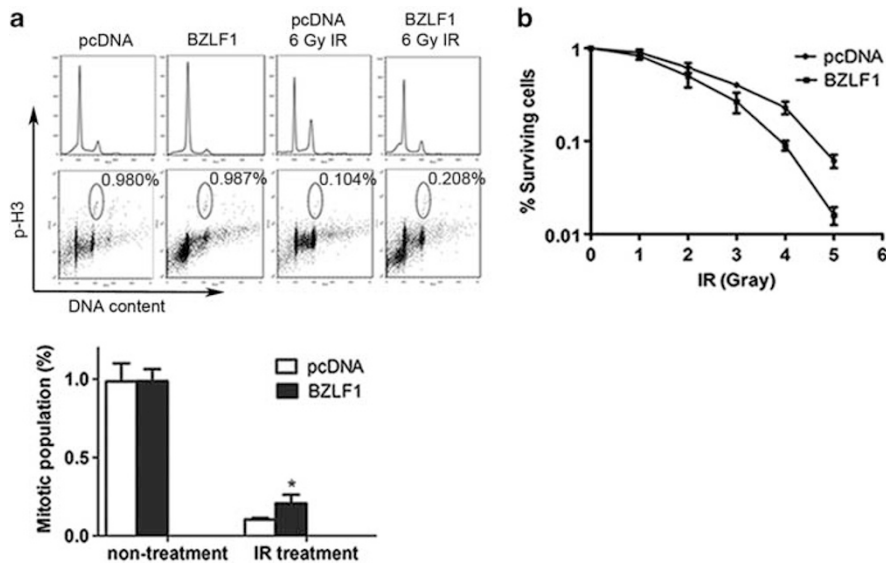 a
pcDNA
BZLF1
pcDNA
6 Gy IR
BZLF1
6 Gy IR
0.980%
0.987%
0.104%
0.208%
p-H3
DNA content
Mitotic population (%)
1.0
0.5
0.0
pcDNA
BZLF1
*
non-treatment
IR treatment
b
% Surviving cells
1
0.1
0.01
pcDNA
BZLF1
0 1 2 3 4 5 6
IR (Gray)